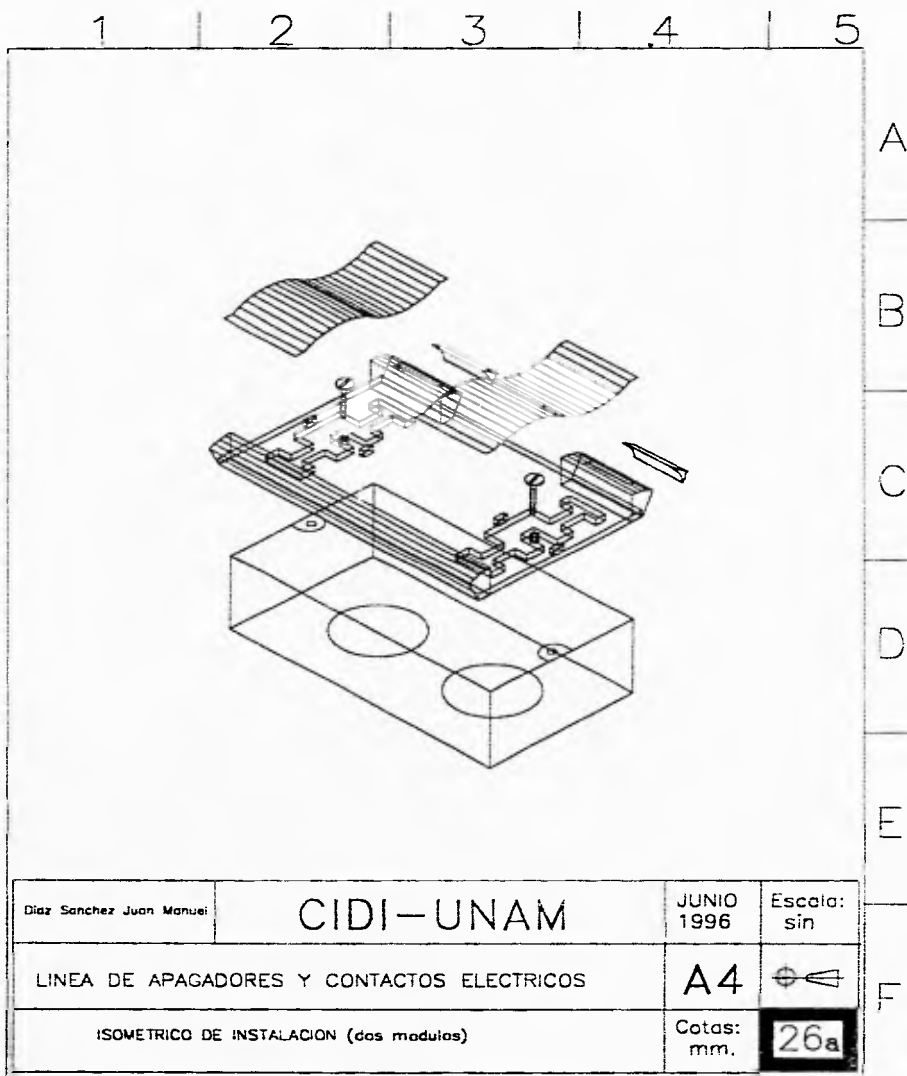 1 2 3 4 5
A
B
C
D
E
F
Diaz Sanchez Juan Manuel
CIDI-UNAM
JUNIO
1996
Escala:
sin
LINEA DE APAGADORES Y CONTACTOS ELECTRICOS
A4
ISOMETRICO DE INSTALACION (dos modulos)
Cotas:
mm.
26a